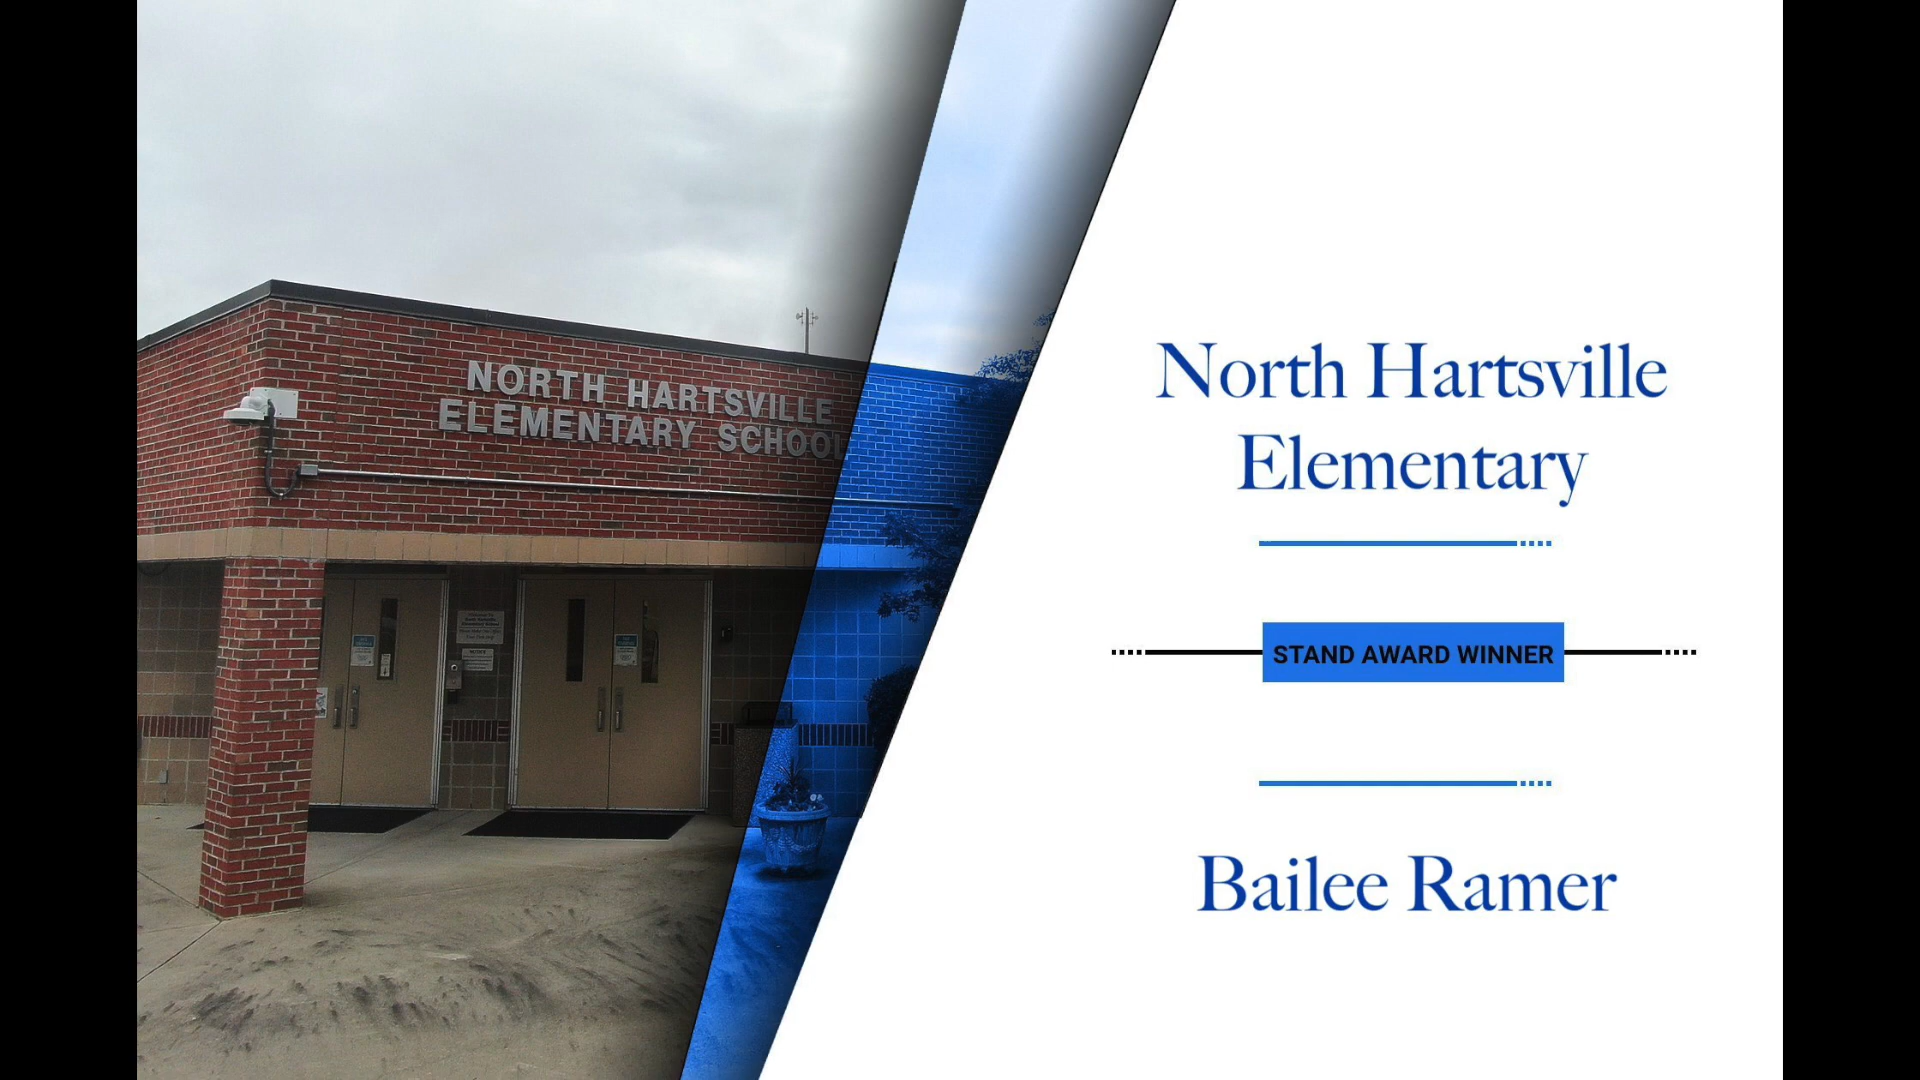 NORTH HARTSVILLE
ELEMENTARY SCHOOL
North Hartsville
Elementary
STAND AWARD WINNER
Bailee Ramer